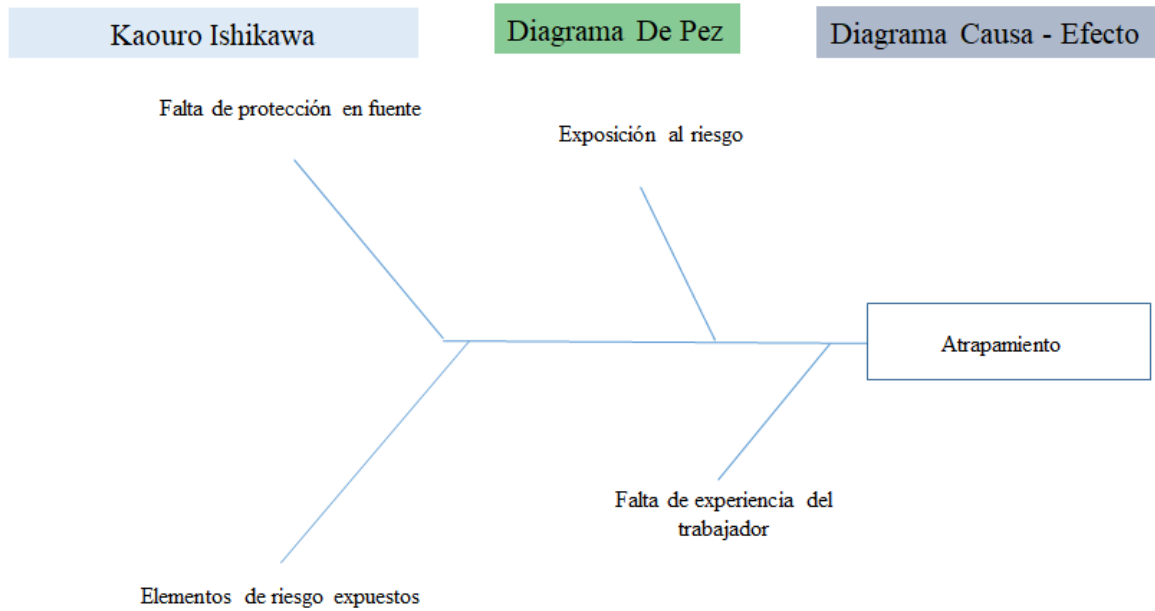 Kaouro Ishikawa
Diagrama De Pez
Diagrama Causa - Efecto
Falta de protección en fuente
Exposición al riesgo
Atrapamiento
Falta de experiencia del
trabajador
Elementos de riesgo expuestos